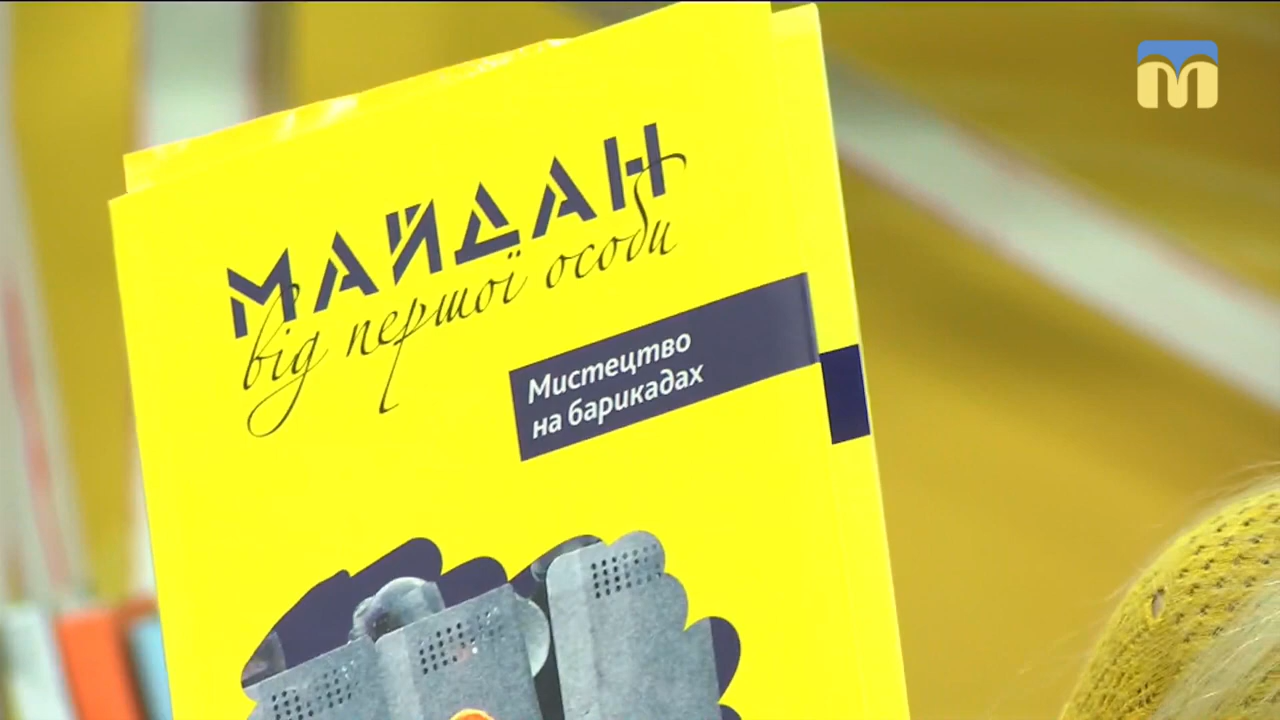 МАЙДАН
від першої особи
Мистецтво
на барикадах
М